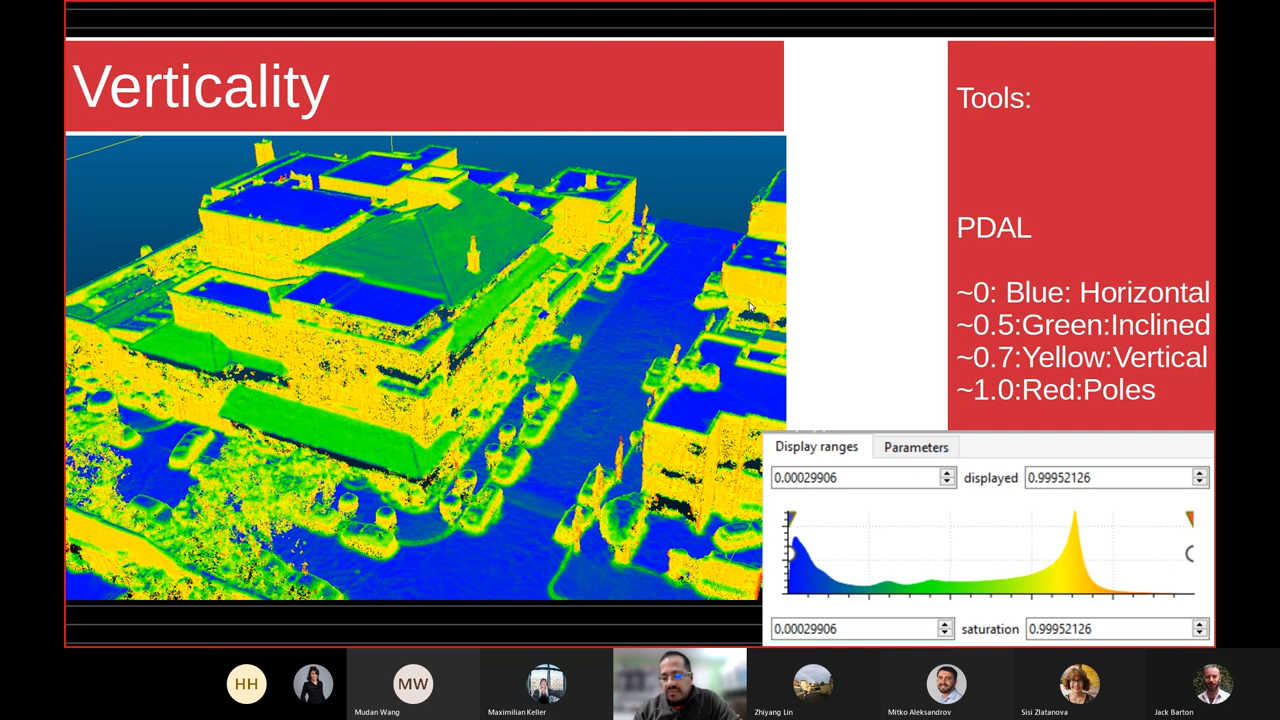 Verticality
Tools:
PDAL
~0: Blue: Horizontal
~0.5:Green:Inclined
~0.7:Yellow:Vertical
~1.0:Red:Poles
Display ranges
Parameters
0.00029906
displayed
0.99952126
0.00029906
saturation
0.99952126
HH
MW
Mudan Wang
Maximilian Keller
Zhiyang Lin
Mitko Aleksandrov
Sisi Zlatanova
Jack Barton